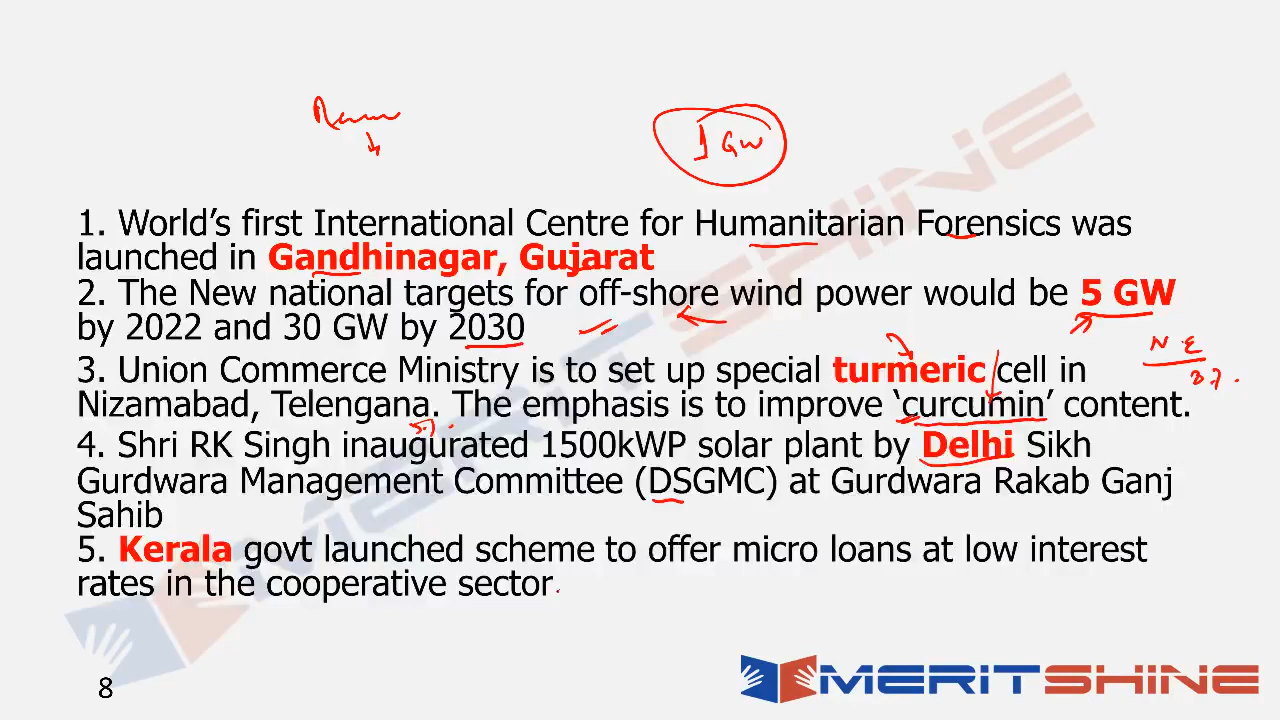 1 GW
1. World’s first International Centre for Humanitarian Forensics was
launched in Gandhinagar, Gujarat
2. The New national targets for off-shore wind power would be 5 GW
by 2022 and 30 GW by 2030
3. Union Commerce Ministry is to set up special turmeric cell in
N E
Nizamabad, Telengana. The emphasis is to improve ‘curcumin’ content.
4. Shri RK Singh inaugurated 1500kWP solar plant by Delhi Sikh
Gurdwara Management Committee (DSGMC) at Gurdwara Rakab Ganj
Sahib
5. Kerala govt launched scheme to offer micro loans at low interest
rates in the cooperative sector
8
MERITSHINE
MERITSHINE